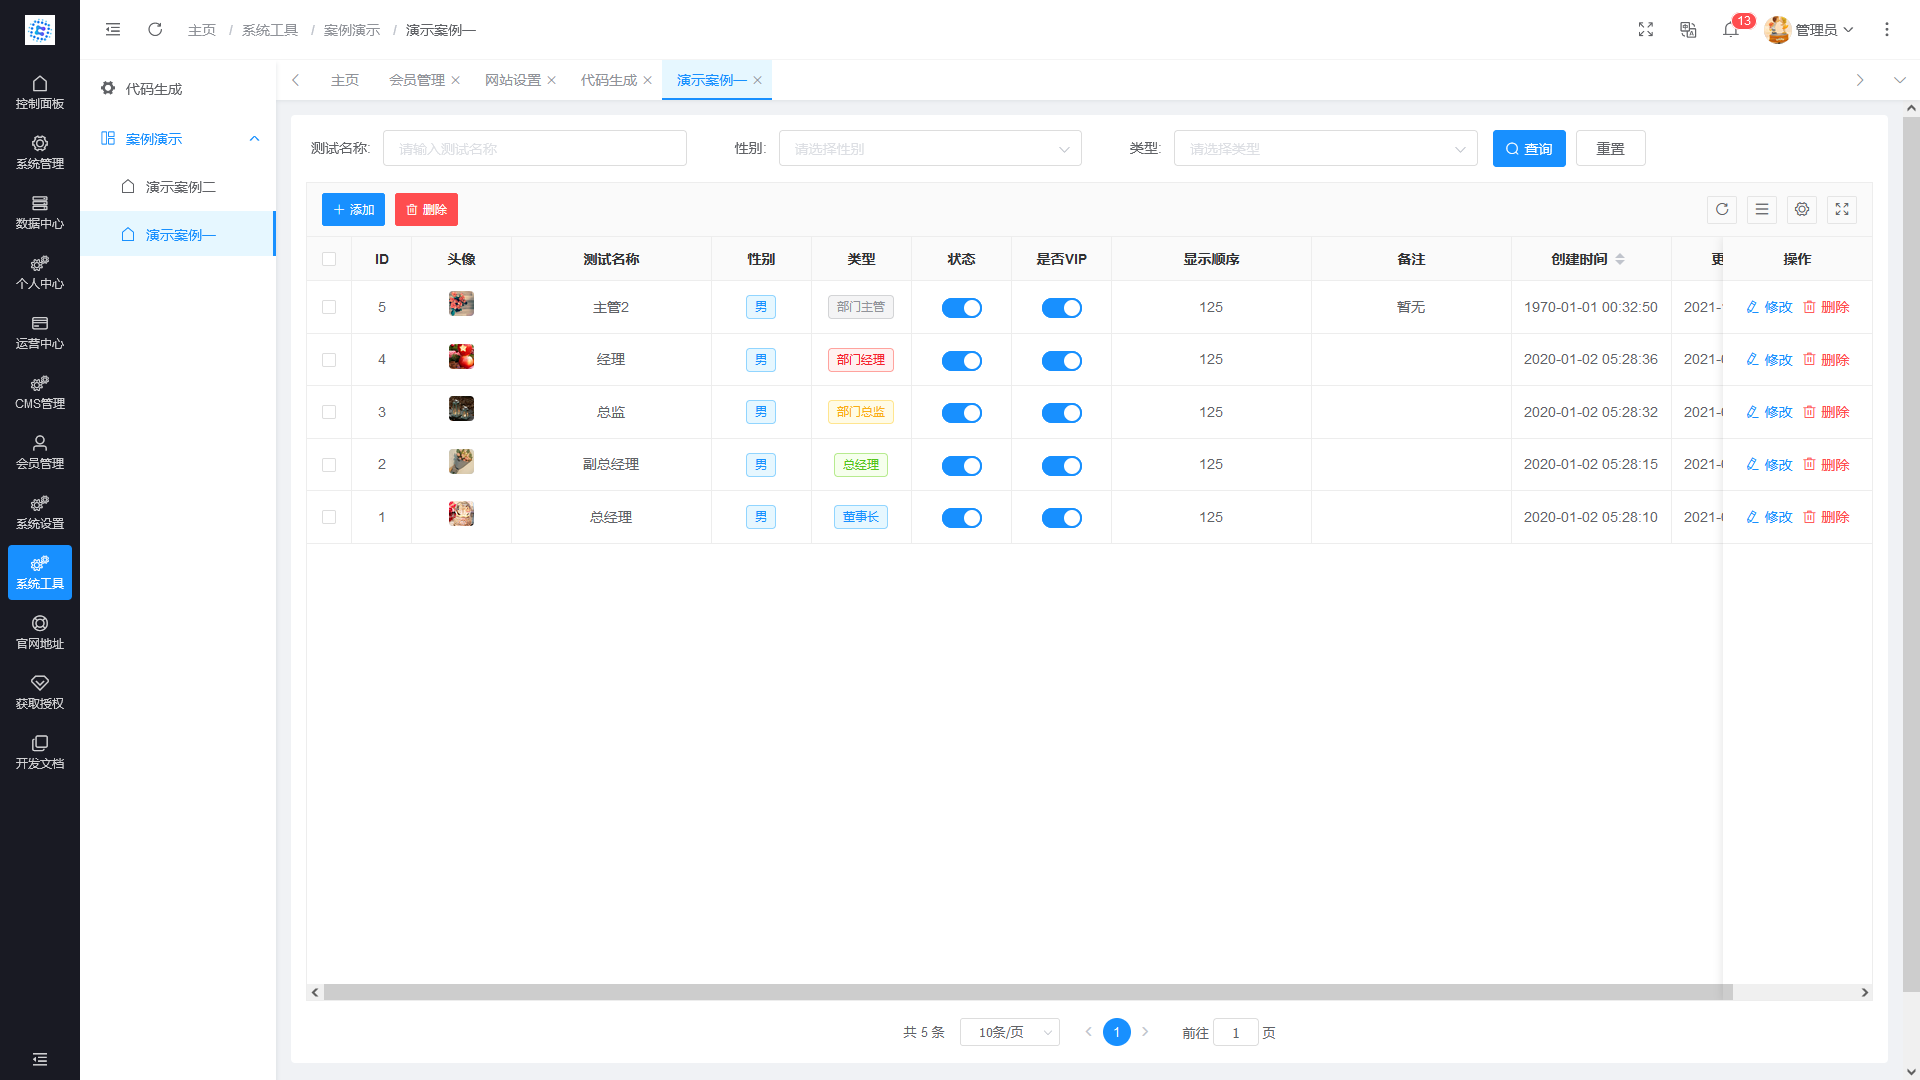 主页 / 系统工具 / 案例演示 / 演示案例一
13
管理员
控制面板
系统管理
数据中心
个人中心
运营中心
CMS管理
会员管理
系统设置
系统工具
官网地址
获取授权
开发文档
代码生成
案例演示
演示案例二
演示案例一
主页 会员管理 网站设置 代码生成 演示案例一
测试名称: 请输入测试名称 性别: 请选择性别 类型: 请选择类型 查询 重置
添加 删除
ID 头像 测试名称 性别 类型 状态 是否VIP 显示顺序 备注 创建时间 更 操作
5 主管2 男 部门主管 125 暂无 1970-01-01 00:32:50 2021- 修改 删除
4 经理 男 部门经理 125 2020-01-02 05:28:36 2021- 修改 删除
3 总监 男 部门总监 125 2020-01-02 05:28:32 2021- 修改 删除
2 副总经理 男 总经理 125 2020-01-02 05:28:15 2021- 修改 删除
1 总经理 男 董事长 125 2020-01-02 05:28:10 2021- 修改 删除
共 5 条 10条/页 1 前往 1 页